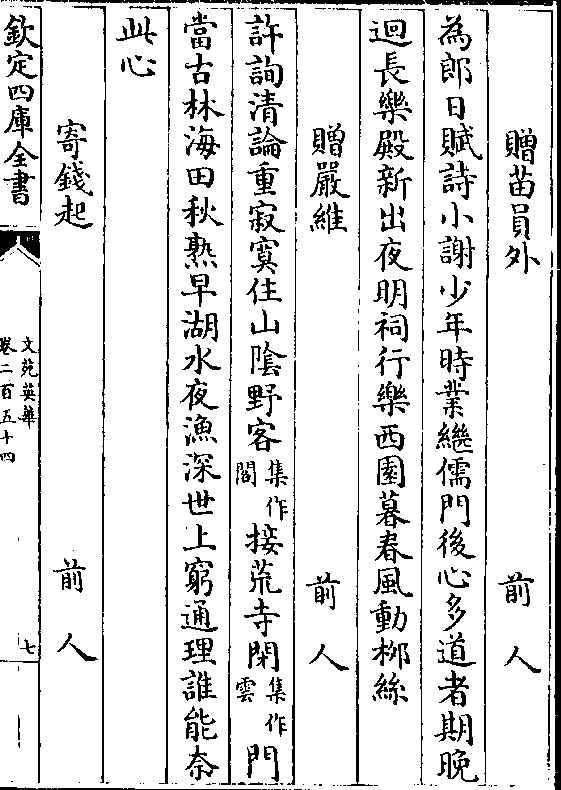 贈苗員外 前人
為郎日賦詩小謝少年時業繼儒門後心多道者期晚
迴長樂殿新出夜明祠行樂西園暮春風動栁絲
贈嚴維 前人
許詢清論重寂寞住山隂野客集作閣接荒寺閑集作雲門
當古林海田秋熟早湖水夜漁深世上窮通理誰能奈
此心
寄錢起 前人
欽定四庫全書
文苑英華
卷二百五十四
七